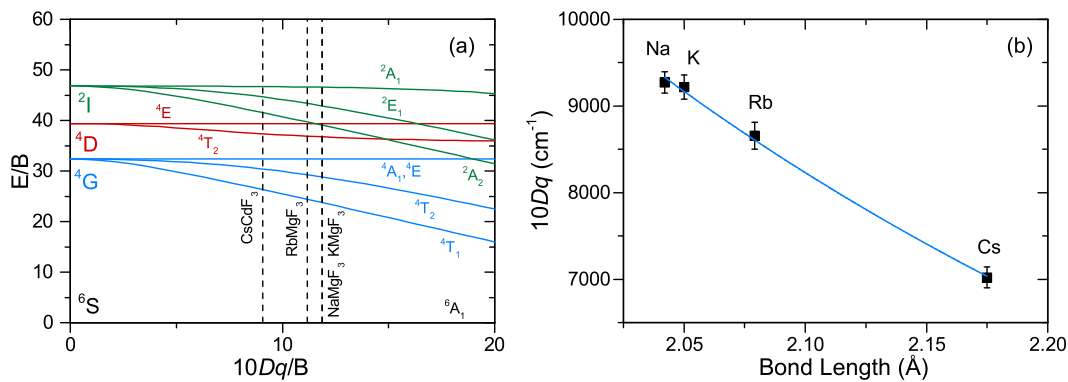 (a)
60
50
40
30
20
10
0
E/B
²I
⁴D
⁴G
⁶S
⁴E
⁴T₂
²A₁
²E₁
⁴A₁,⁴E
²A₂
⁴T₂
⁴T₁
⁶A₁
CsCdF₃
RbMgF₃
NaMgF₃ KMgF₃
0 10 20
10Dq/B
(b)
10000
9000
8000
7000
10Dq (cm⁻¹)
Na
K
Rb
Cs
2.05 2.10 2.15 2.20
Bond Length (Å)